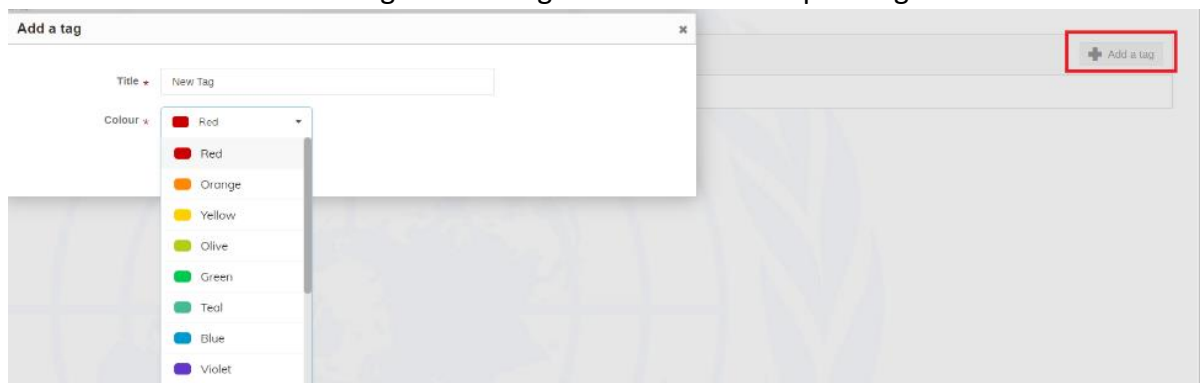 Add a tag ×
Add a tag
Title * New Tag
Colour * Red
Red
Orange
Yellow
Olive
Green
Teal
Blue
Violet